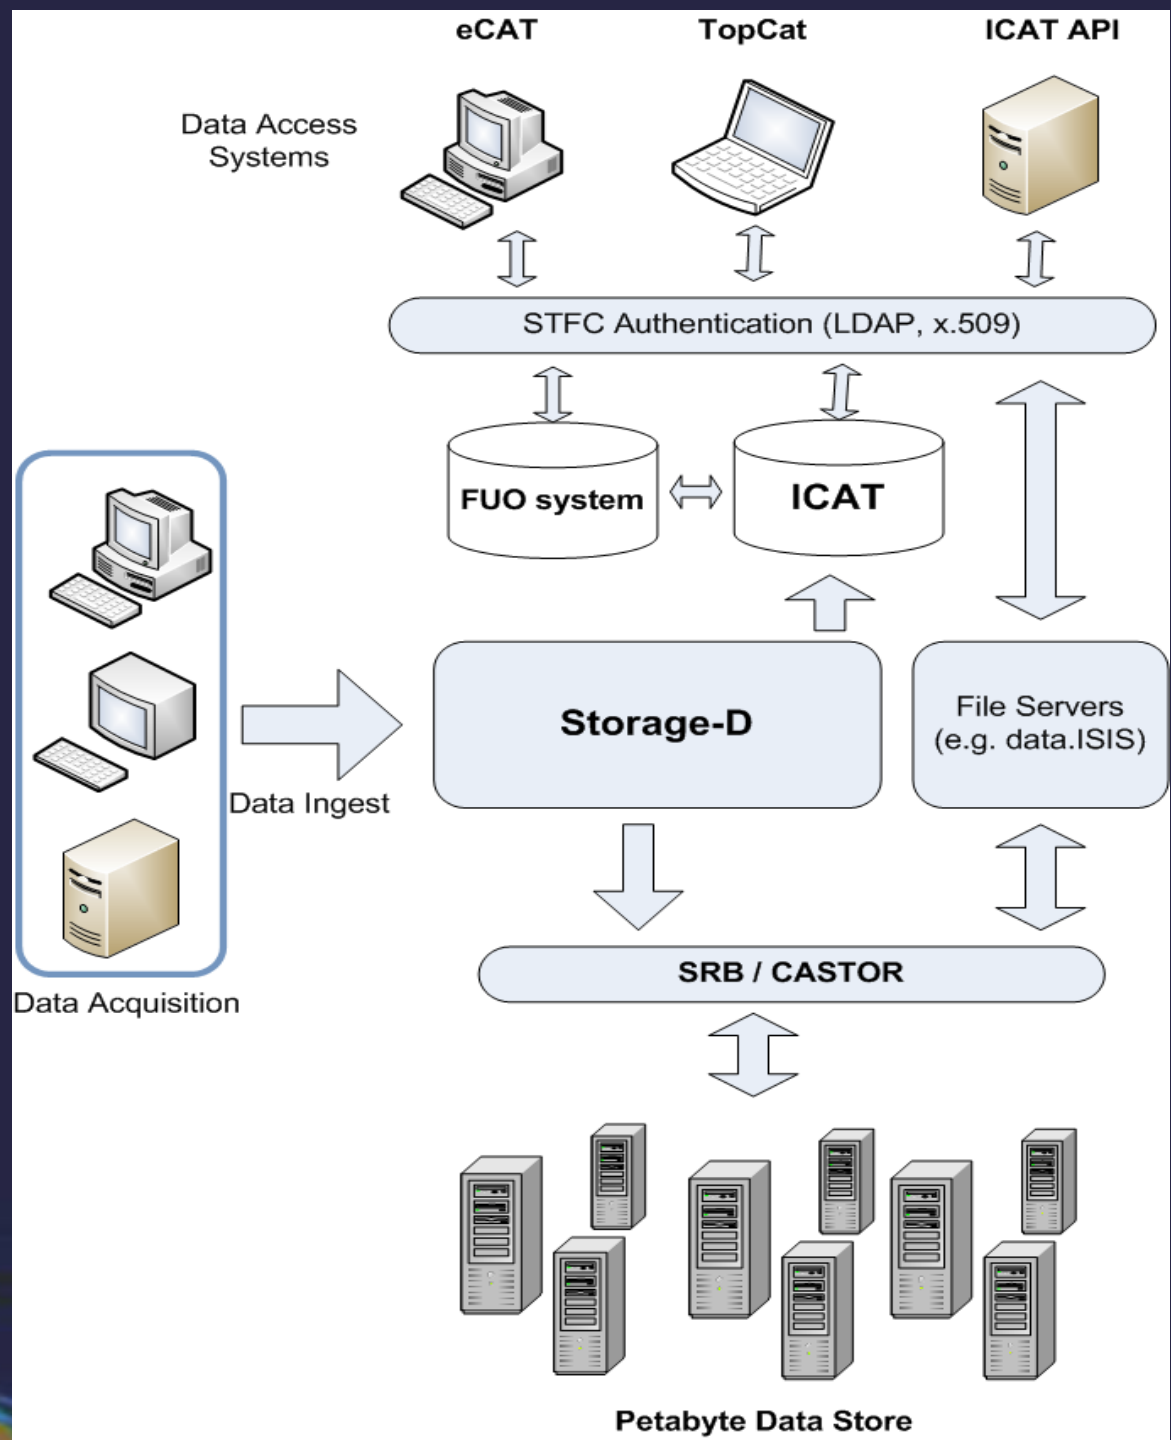 eCAT
TopCat
ICAT API
Data Access
Systems
STFC Authentication (LDAP, x.509)
FUO system
ICAT
Storage-D
File Servers
(e.g. data.ISIS)
Data Ingest
SRB / CASTOR
Data Acquisition
Petabyte Data Store